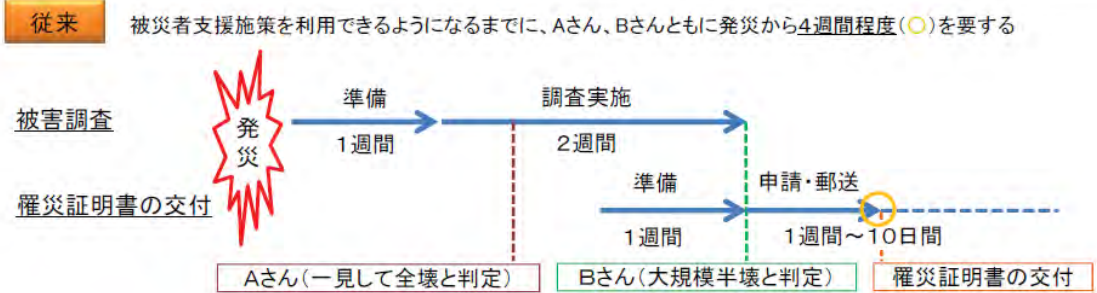 従来
被災者支援施策を利用できるようになるまでに、Aさん、Bさんともに発災から4週間程度(○)を要する
被害調査
発災
準備
1週間
調査実施
2週間
罹災証明書の交付
準備
1週間
申請・郵送
1週間～10日間
Aさん(一見して全壊と判定)
Bさん(大規模半壊と判定)
罹災証明書の交付